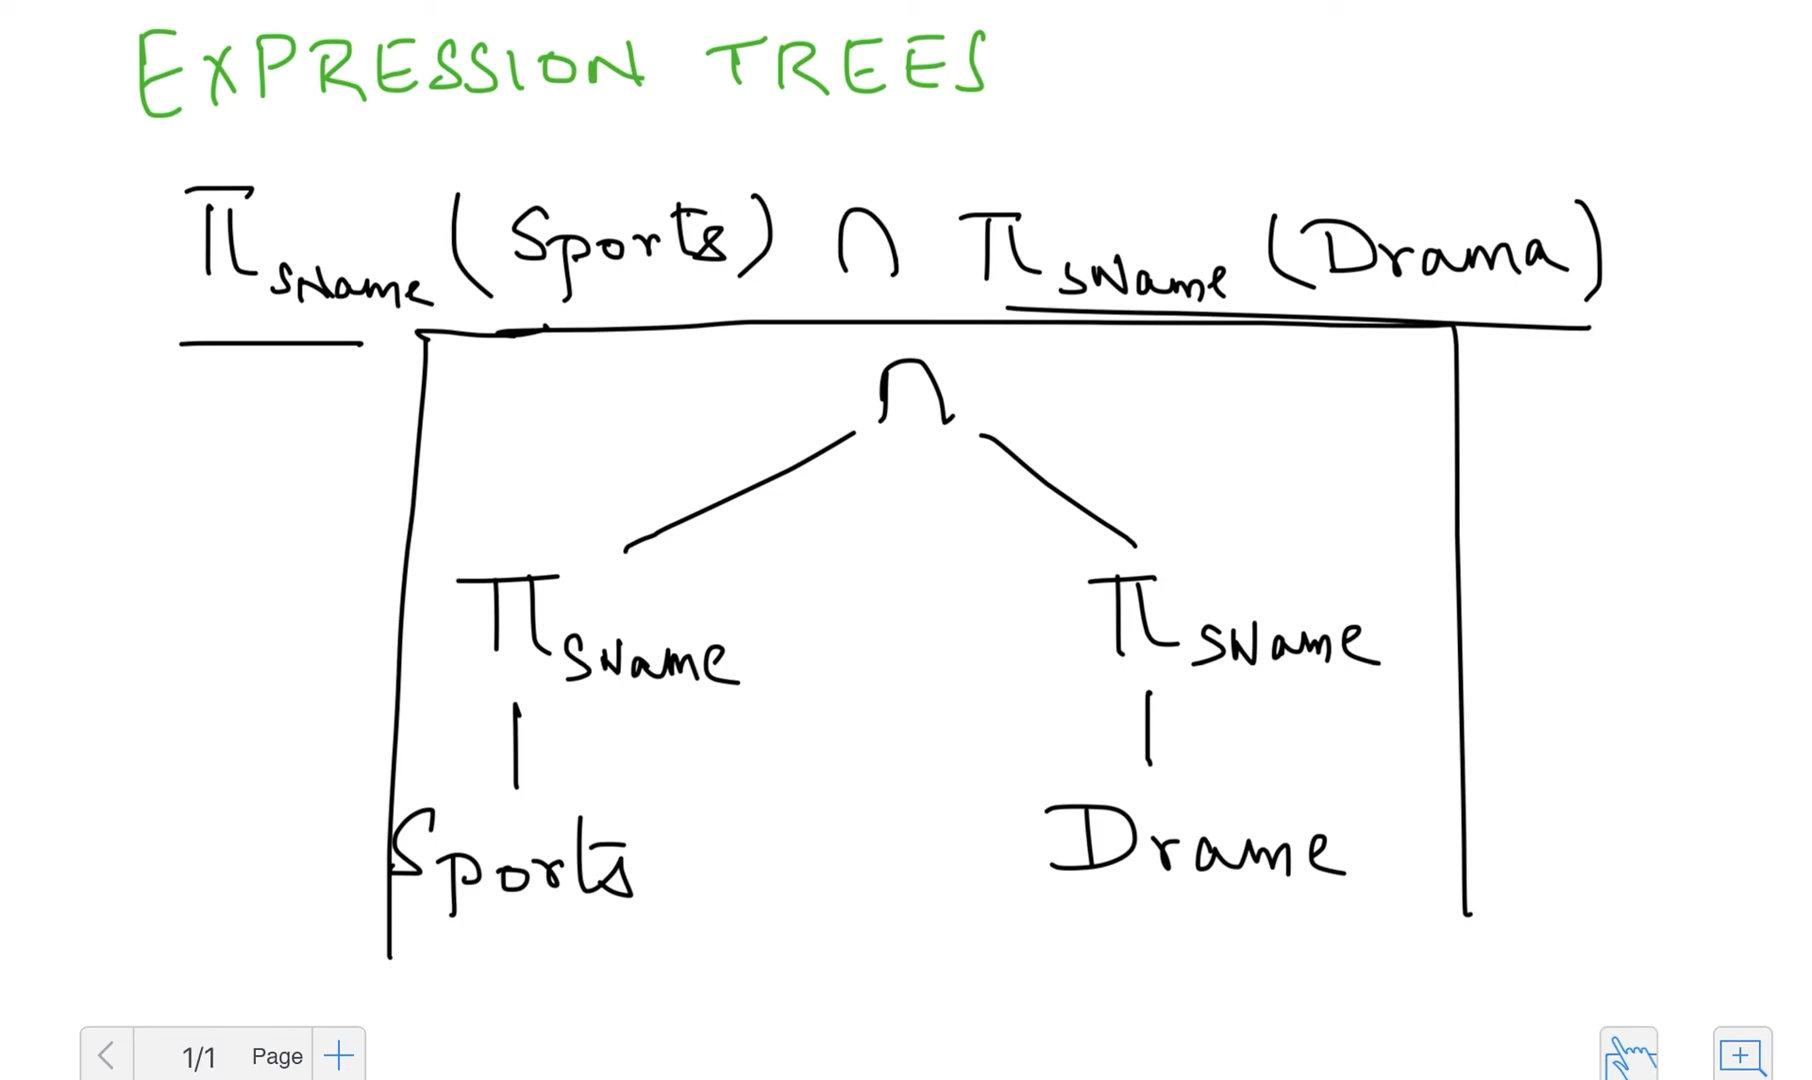 EXPRESSION TREES
π SName (Sports) ∩ π SName (Drama)
∩
π SName π SName
Sports Drame
1/1 Page